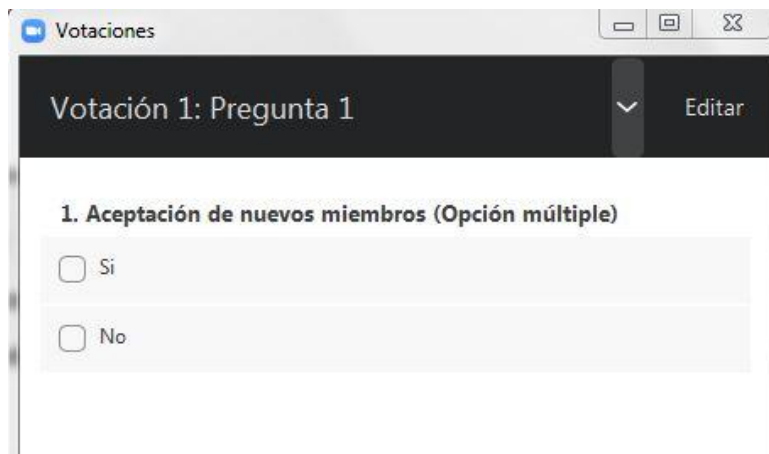 Votaciones
Votación 1: Pregunta 1
Editar
1. Aceptación de nuevos miembros (Opción múltiple)
Si
No